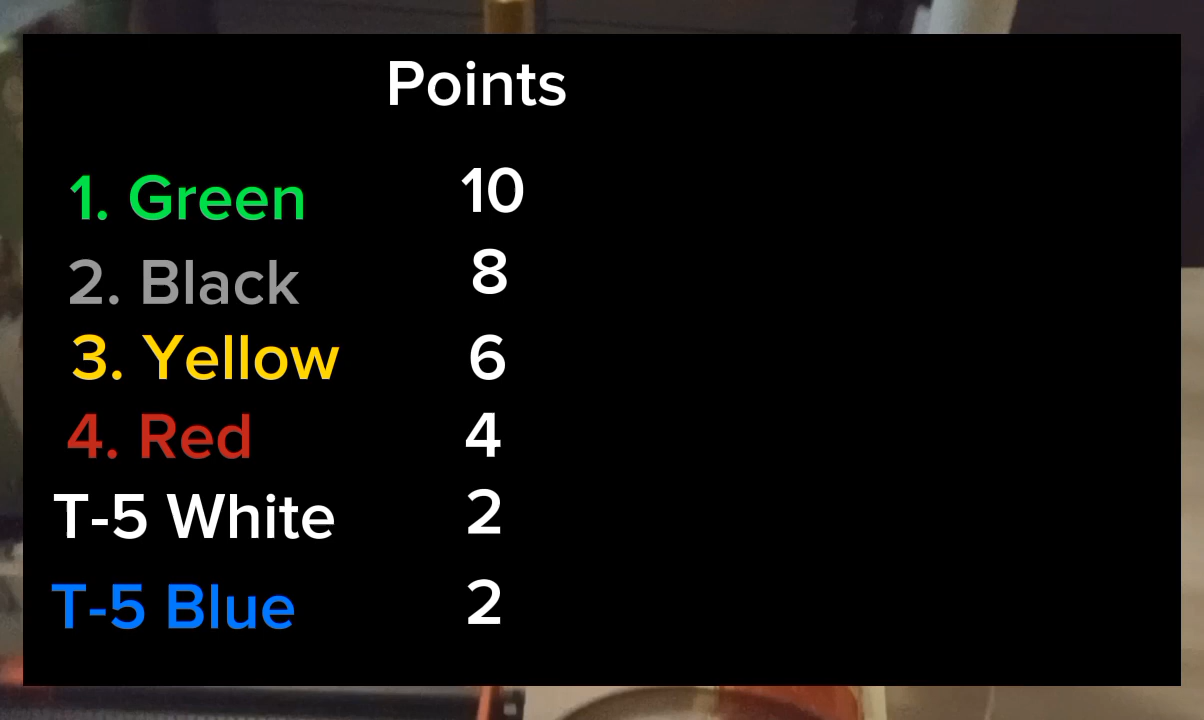 Points
1. Green 10
2. Black 8
3. Yellow 6
4. Red 4
T-5 White 2
T-5 Blue 2